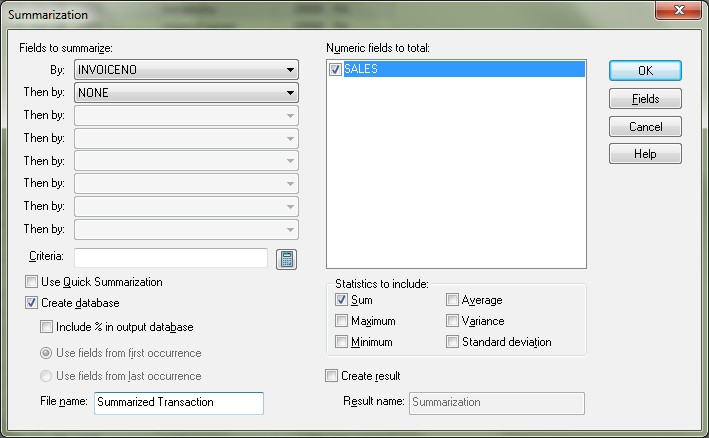 Summarization
Fields to summarize:
By: INVOICENO
Then by: NONE
Then by:
Then by:
Then by:
Then by:
Then by:
Then by:
Criteria:
Use Quick Summarization
Create database
Include % in output database
Use fields from first occurrence
Use fields from last occurrence
File name: Summarized Transaction
Numeric fields to total:
SALES
Statistics to include:
Sum Average
Maximum Variance
Minimum Standard deviation
Create result
Result name: Summarization
OK
Fields
Cancel
Help